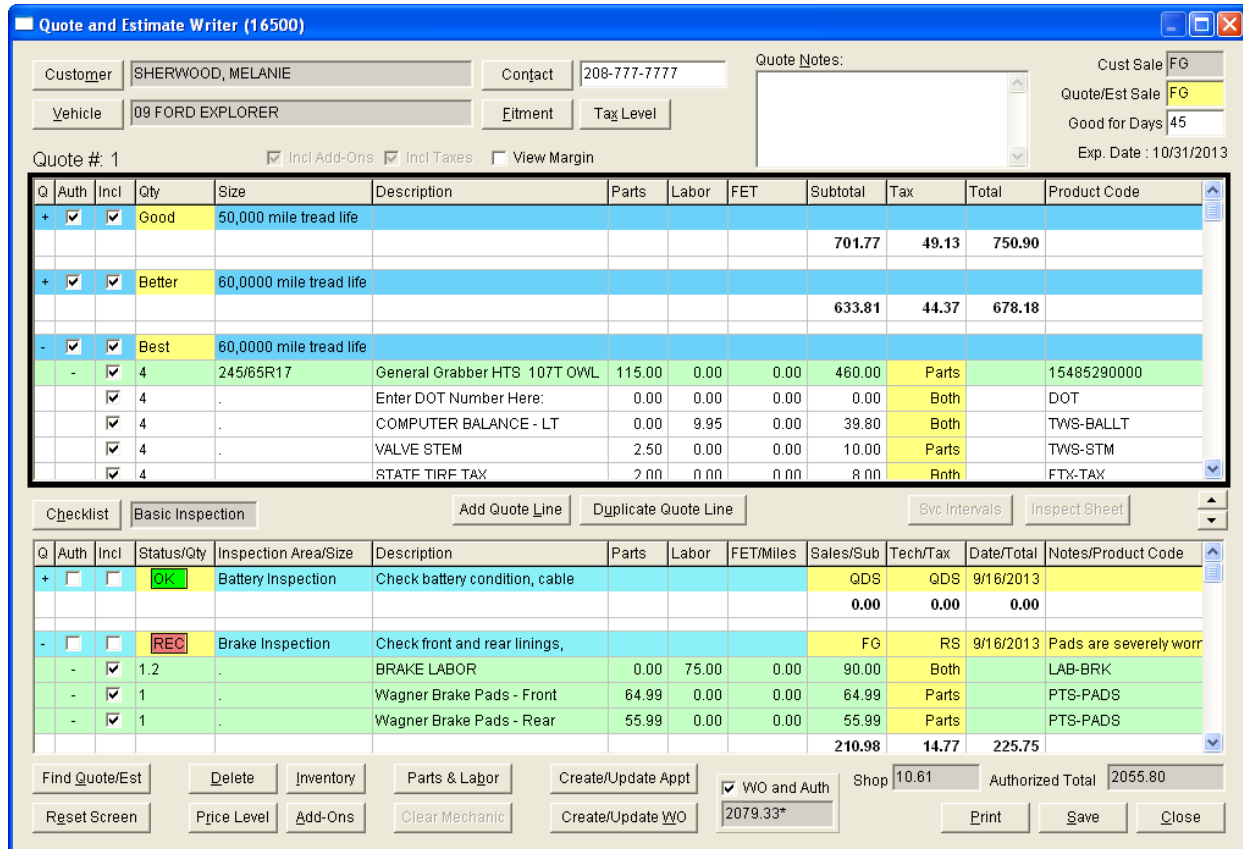 Quote and Estimate Writer (16500)
Customer SHERWOOD, MELANIE Contact 208-777-7777 Quote Notes: Cust Sale FG
Vehicle 09 FORD EXPLORER Fitment Tax Level Quote/Est Sale FG
Good for Days 45
Quote #: 1 Incl Add-Ons Incl Taxes View Margin Exp. Date : 10/31/2013
Q Auth Incl Qty Size Description Parts Labor FET Subtotal Tax Total Product Code
+ Good 50,000 mile tread life
701.77 49.13 750.90
+ Better 60,0000 mile tread life
633.81 44.37 678.18
- Best 60,0000 mile tread life
- 4 245/65R17 General Grabber HTS 107T OWL 115.00 0.00 0.00 460.00 Parts 15485290000
4 . Enter DOT Number Here: 0.00 0.00 0.00 0.00 Both DOT
4 . COMPUTER BALANCE - LT 0.00 9.95 0.00 39.80 Both TWS-BALLT
4 . VALVE STEM 2.50 0.00 0.00 10.00 Parts TWS-STM
4 . STATE TIRE TAX 2.00 0.00 0.00 8.00 Both FTX-TAX
Checklist Basic Inspection Add Quote Line Duplicate Quote Line Svc Intervals Inspect Sheet
Q Auth Incl Status/Qty Inspection Area/Size Description Parts Labor FET/Miles Sales/Sub Tech/Tax Date/Total Notes/Product Code
+ OK Battery Inspection Check battery condition, cable QDS QDS 9/16/2013
0.00 0.00 0.00
- REC Brake Inspection Check front and rear linings, FG RS 9/16/2013 Pads are severely worn
- 1.2 . BRAKE LABOR 0.00 75.00 0.00 90.00 Both LAB-BRK
- 1 . Wagner Brake Pads - Front 64.99 0.00 0.00 64.99 Parts PTS-PADS
- 1 . Wagner Brake Pads - Rear 55.99 0.00 0.00 55.99 Parts PTS-PADS
210.98 14.77 225.75
Find Quote/Est Delete Inventory Parts & Labor Create/Update Appt WO and Auth Shop 10.61 Authorized Total 2055.80
Reset Screen Price Level Add-Ons Clear Mechanic Create/Update WO 2079.33* Print Save Close